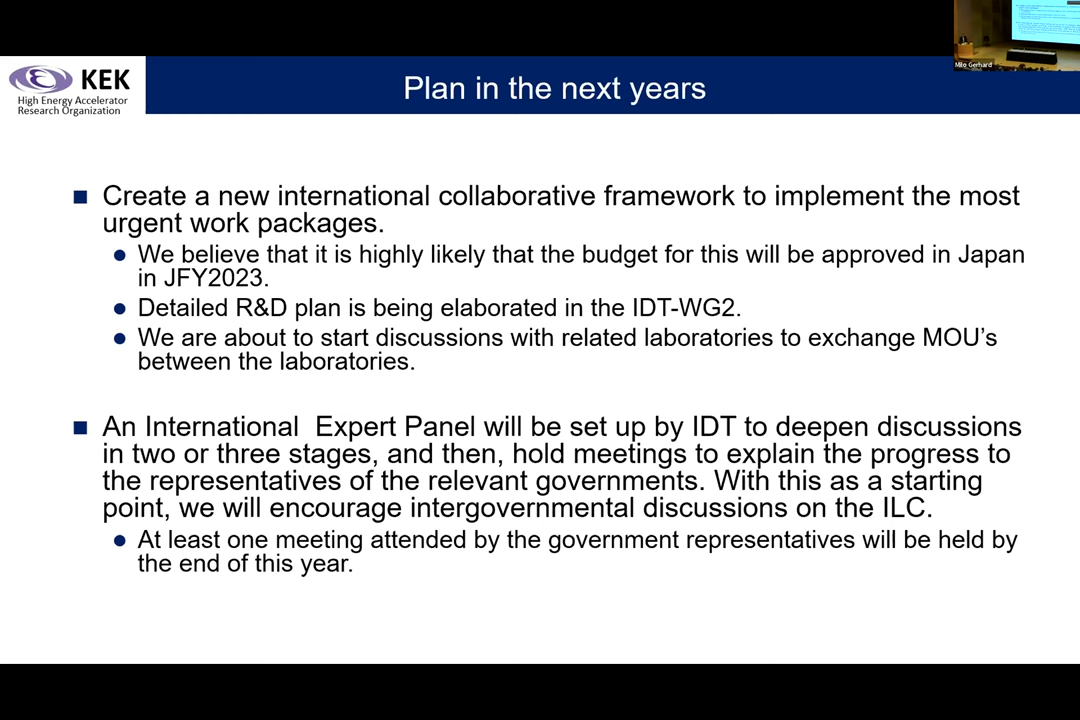 Mito Gerhard
KEK
High Energy Accelerator
Research Organization
Plan in the next years
Create a new international collaborative framework to implement the most
urgent work packages.
We believe that it is highly likely that the budget for this will be approved in Japan
in JFY2023.
Detailed R&D plan is being elaborated in the IDT-WG2.
We are about to start discussions with related laboratories to exchange MOU's
between the laboratories.
An International  Expert Panel will be set up by IDT to deepen discussions
in two or three stages, and then, hold meetings to explain the progress to
the representatives of the relevant governments. With this as a starting
point, we will encourage intergovernmental discussions on the ILC.
At least one meeting attended by the government representatives will be held by
the end of this year.